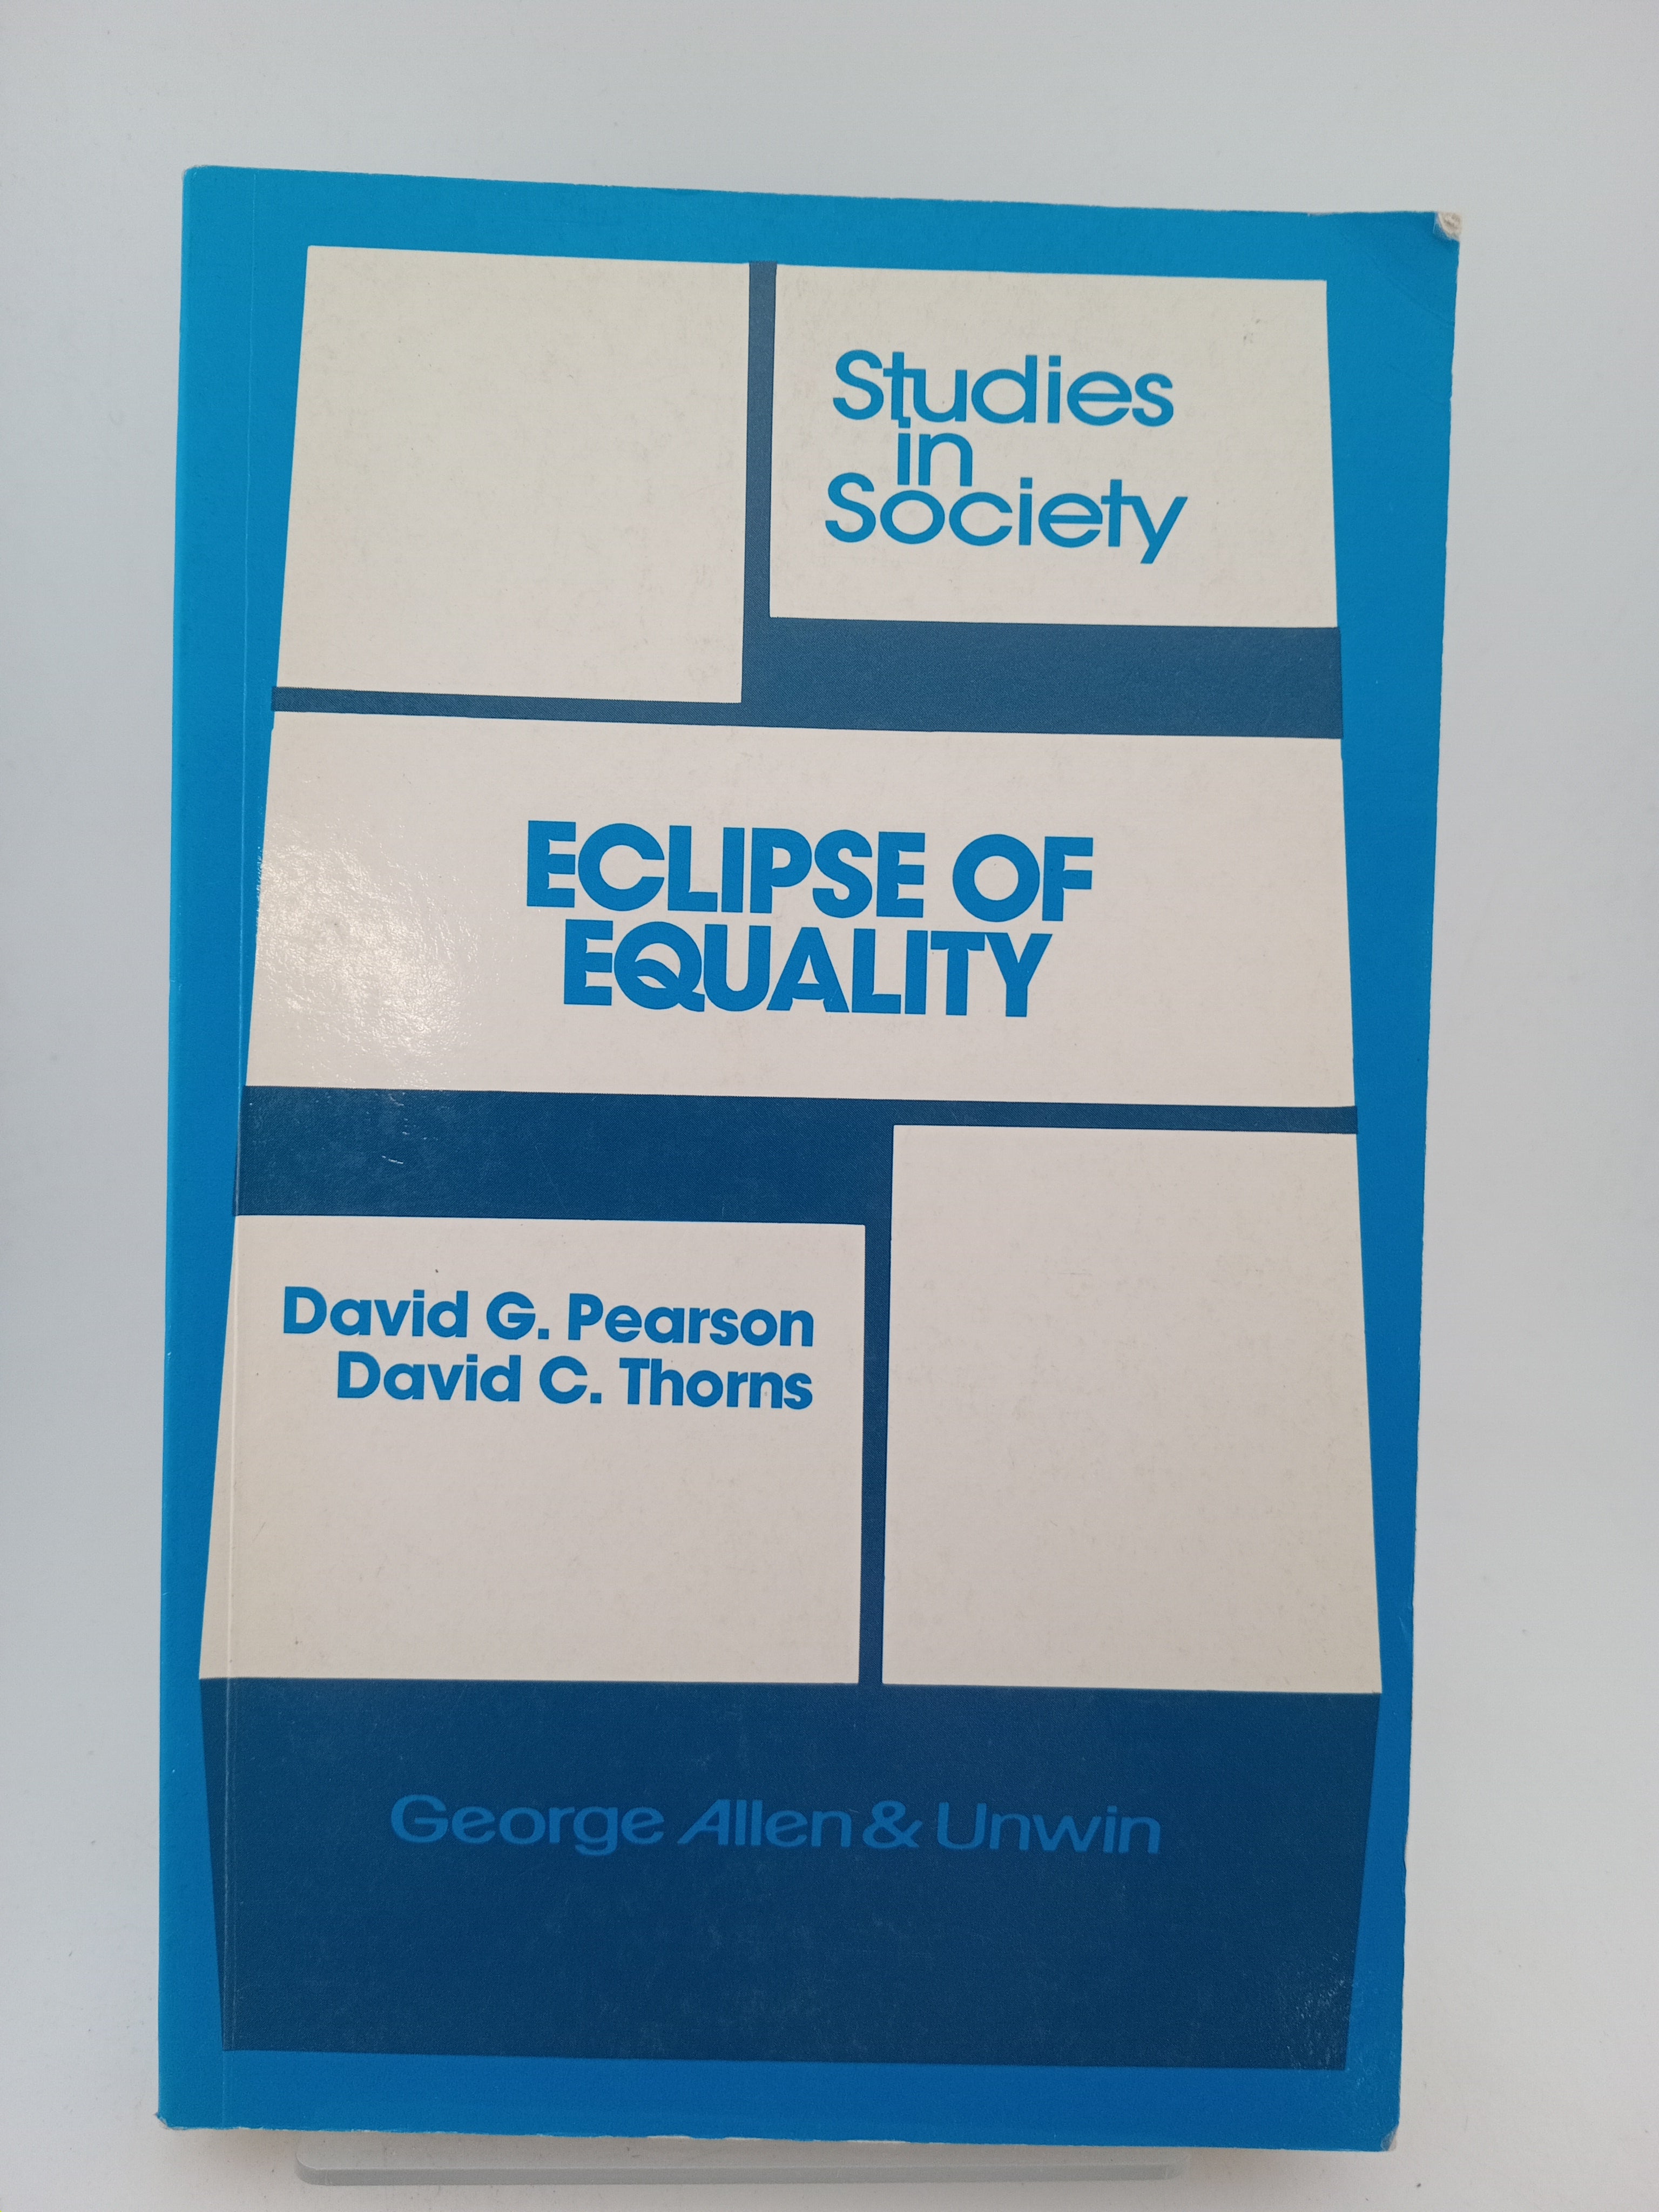 Studies
in
Society
ECLIPSE OF
EQUALITY
David G. Pearson
David C. Thorns
George Allen & Unwin